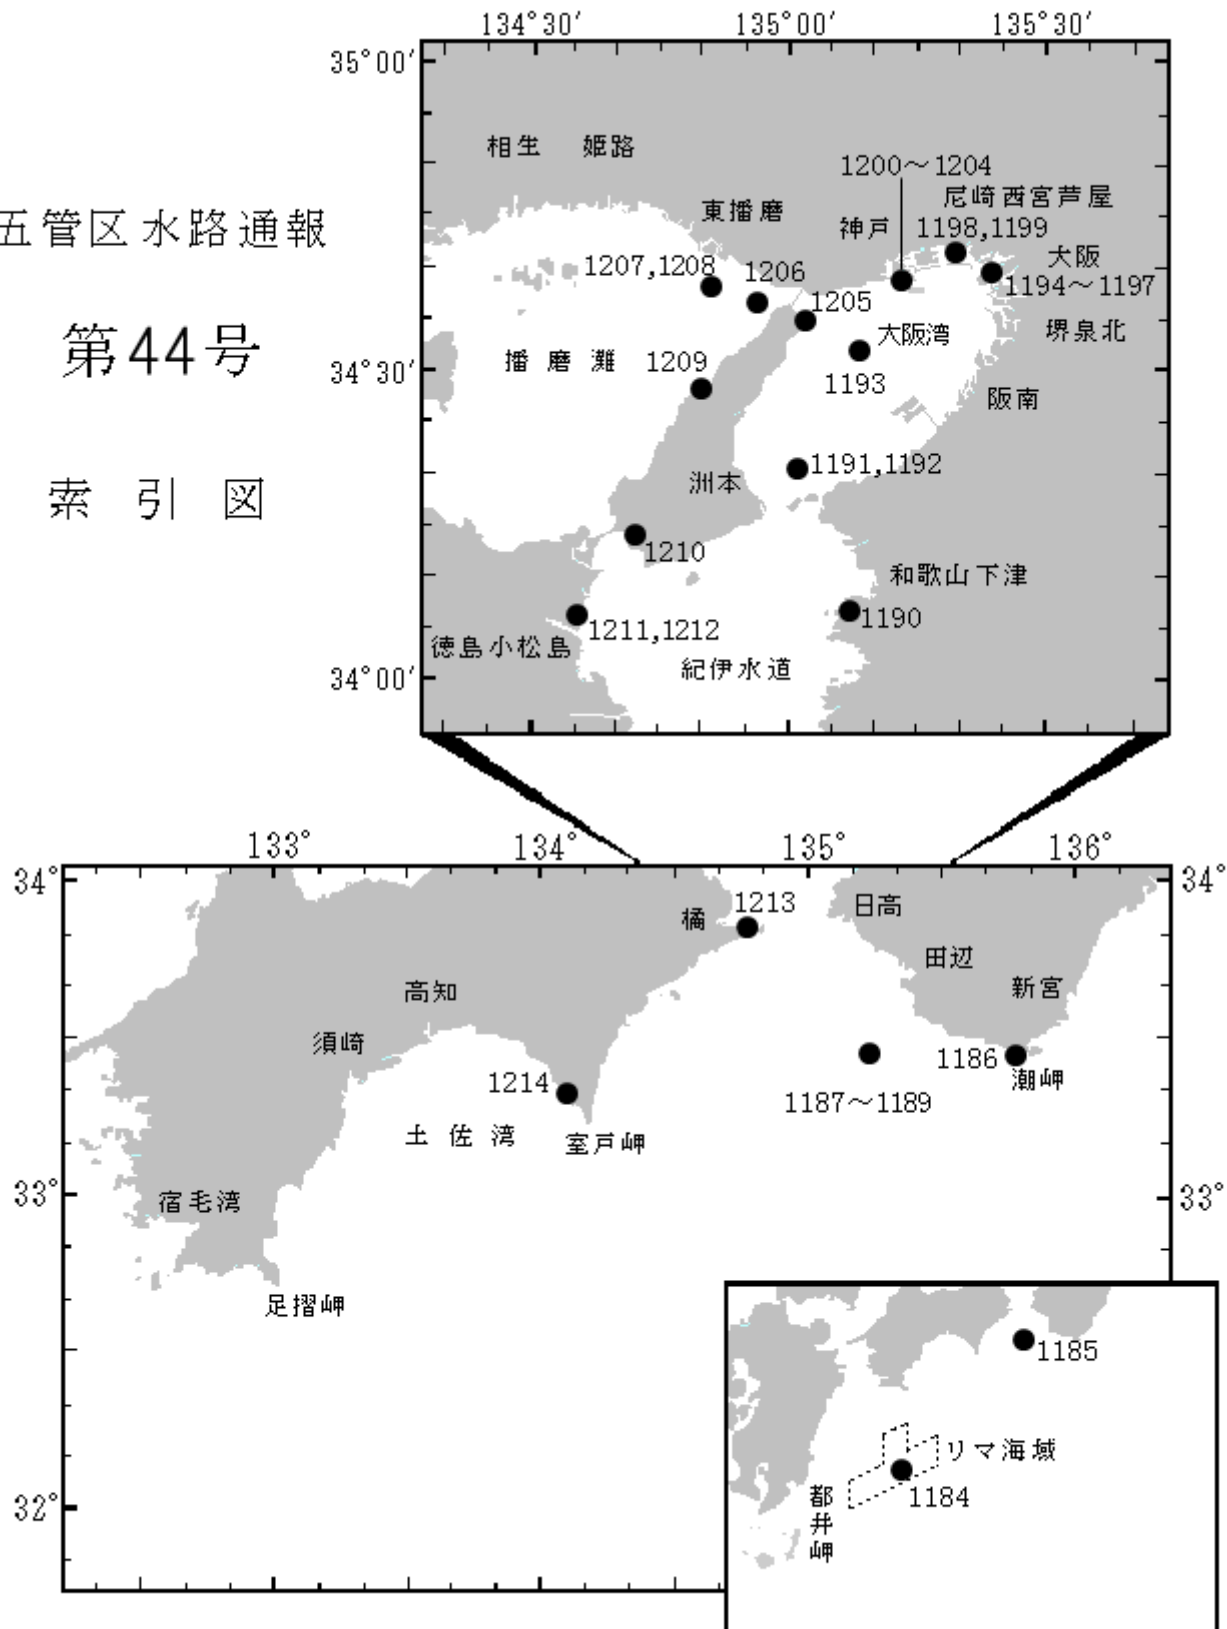 134°30′ 135°00′ 135°30′
35°00′
相生 姫路
1200～1204
尼崎西宮芦屋
東播磨
神戸 1198,1199
五管区水路通報
大阪
1207,1208 1206
1194～1197
1205
堺泉北
大阪湾
第44号
播磨灘 1209
34°30′
1193
阪南
1191,1192
洲本
索引図
1210
和歌山下津
1190
1211,1212
徳島小松島
紀伊水道
34°00′
133° 134° 135° 136°
34° 34°
1213
橘 日高
田辺
高知 新宮
須崎
1186
潮岬
1214
1187～1189
土佐湾 室戸岬
33° 33°
宿毛湾
足摺岬
1185
リマ海域
1184
都井岬
32°